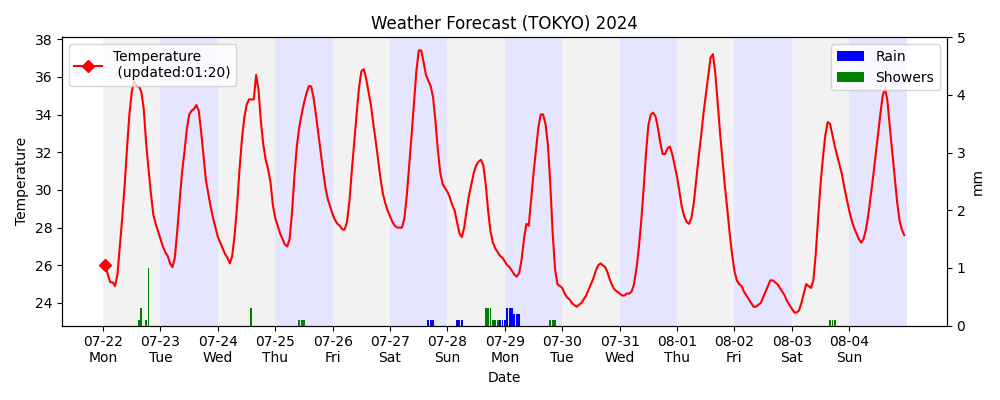 Weather Forecast (TOKYO) 2024
Temperature
(updated:01:20)
Rain
Showers
38
36
34
32
30
28
26
24
Temperature
5
4
3
2
1
0
mm
07-22 07-23 07-24 07-25 07-26 07-27 07-28 07-29 07-30 07-31 08-01 08-02 08-03 08-04
Mon Tue Wed Thu Fri Sat Sun Mon Tue Wed Thu Fri Sat Sun
Date